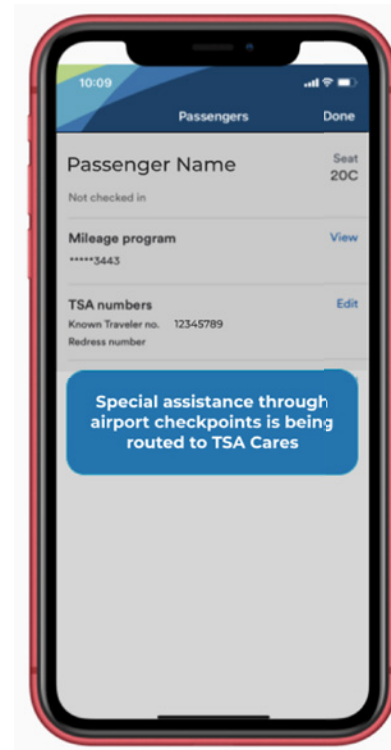 10:09
Passengers Done
Passenger Name
Seat
20C
Not checked in
Mileage program View
*****3443
TSA numbers Edit
Known Traveler no. 12345789
Redress number
Special assistance through
airport checkpoints is being
routed to TSA Cares